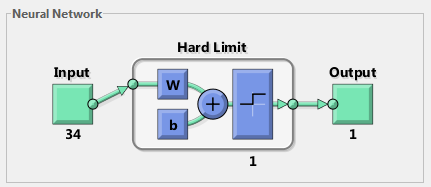 Neural Network
Hard Limit
Input
W
b
+
Output
34
1
1